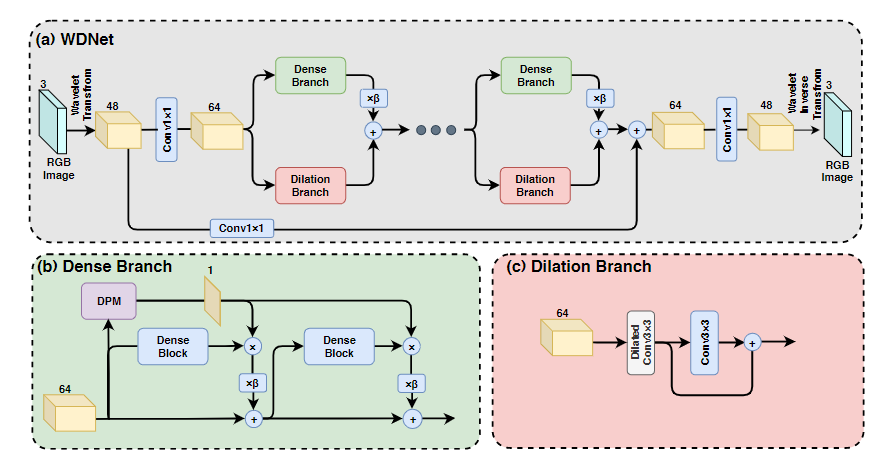 (a) WDNet
3
Wavelet
Transfrom
48
Conv1×1
64
Dense
Branch
×β
+
Dilation
Branch
Dense
Branch
×β
+
+
Dilation
Branch
64
Conv1×1
48
Wavelet
Inverse
Transfrom
3
RGB
Image
RGB
Image
Conv1×1
(b) Dense Branch
1
DPM
Dense
Block
×
Dense
Block
×
×β
×β
64
+
+
(c) Dilation Branch
64
Dilated
Conv3×3
Conv3×3
+